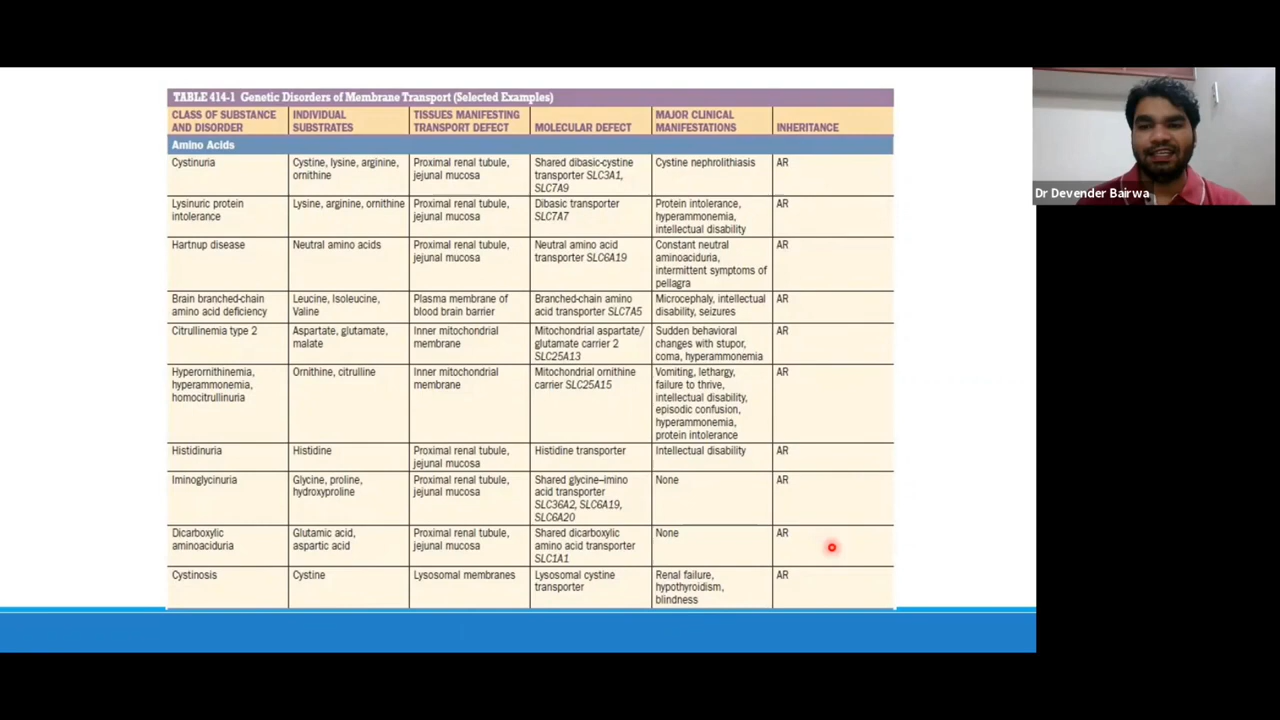 TABLE 414-1 Genetic Disorders of Membrane Transport (Selected Examples)
CLASS OF SUBSTANCE AND DISORDER | INDIVIDUAL SUBSTRATES | TISSUES MANIFESTING TRANSPORT DEFECT | MOLECULAR DEFECT | MAJOR CLINICAL MANIFESTATIONS | INHERITANCE
Amino Acids
Cystinuria | Cystine, lysine, arginine, ornithine | Proximal renal tubule, jejunal mucosa | Shared dibasic-cystine transporter SLC3A1, SLC7A9 | Cystine nephrolithiasis | AR
Lysinuric protein intolerance | Lysine, arginine, ornithine | Proximal renal tubule, jejunal mucosa | Dibasic transporter SLC7A7 | Protein intolerance, hyperammonemia, intellectual disability | AR
Hartnup disease | Neutral amino acids | Proximal renal tubule, jejunal mucosa | Neutral amino acid transporter SLC6A19 | Constant neutral aminoaciduria, intermittent symptoms of pellagra | AR
Brain branched-chain amino acid deficiency | Leucine, Isoleucine, Valine | Plasma membrane of blood brain barrier | Branched-chain amino acid transporter SLC7A5 | Microcephaly, intellectual disability, seizures | AR
Citrullinemia type 2 | Aspartate, glutamate, malate | Inner mitochondrial membrane | Mitochondrial aspartate/ glutamate carrier 2 SLC25A13 | Sudden behavioral changes with stupor, coma, hyperammonemia | AR
Hyperornithinemia, hyperammonemia, homocitrullinuria | Ornithine, citrulline | Inner mitochondrial membrane | Mitochondrial ornithine carrier SLC25A15 | Vomiting, lethargy, failure to thrive, intellectual disability, episodic confusion, hyperammonemia, protein intolerance | AR
Histidinuria | Histidine | Proximal renal tubule, jejunal mucosa | Histidine transporter | Intellectual disability | AR
Iminoglycinuria | Glycine, proline, hydroxyproline | Proximal renal tubule, jejunal mucosa | Shared glycine–imino acid transporter SLC36A2, SLC6A19, SLC6A20 | None | AR
Dicarboxylic aminoaciduria | Glutamic acid, aspartic acid | Proximal renal tubule, jejunal mucosa | Shared dicarboxylic amino acid transporter SLC1A1 | None | AR
Cystinosis | Cystine | Lysosomal membranes | Lysosomal cystine transporter | Renal failure, hypothyroidism, blindness | AR
Dr Devender Bairwa